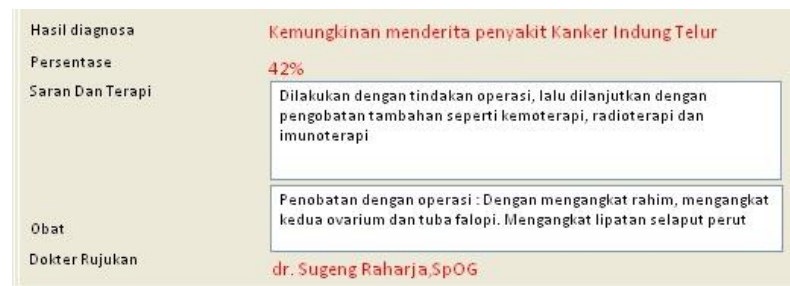 Hasil diagnosa
Kemungkinan menderita penyakit Kanker Indung Telur
Persentase
42%
Saran Dan Terapi
Dilakukan dengan tindakan operasi, lalu dilanjutkan dengan
pengobatan tambahan seperti kemoterapi, radioterapi dan
imunoterapi
Obat
Penobatan dengan operasi : Dengan mengangkat rahim, mengangkat
kedua ovarium dan tuba falopi. Mengangkat lipatan selaput perut
Dokter Rujukan
dr. Sugeng Raharja,SpOG